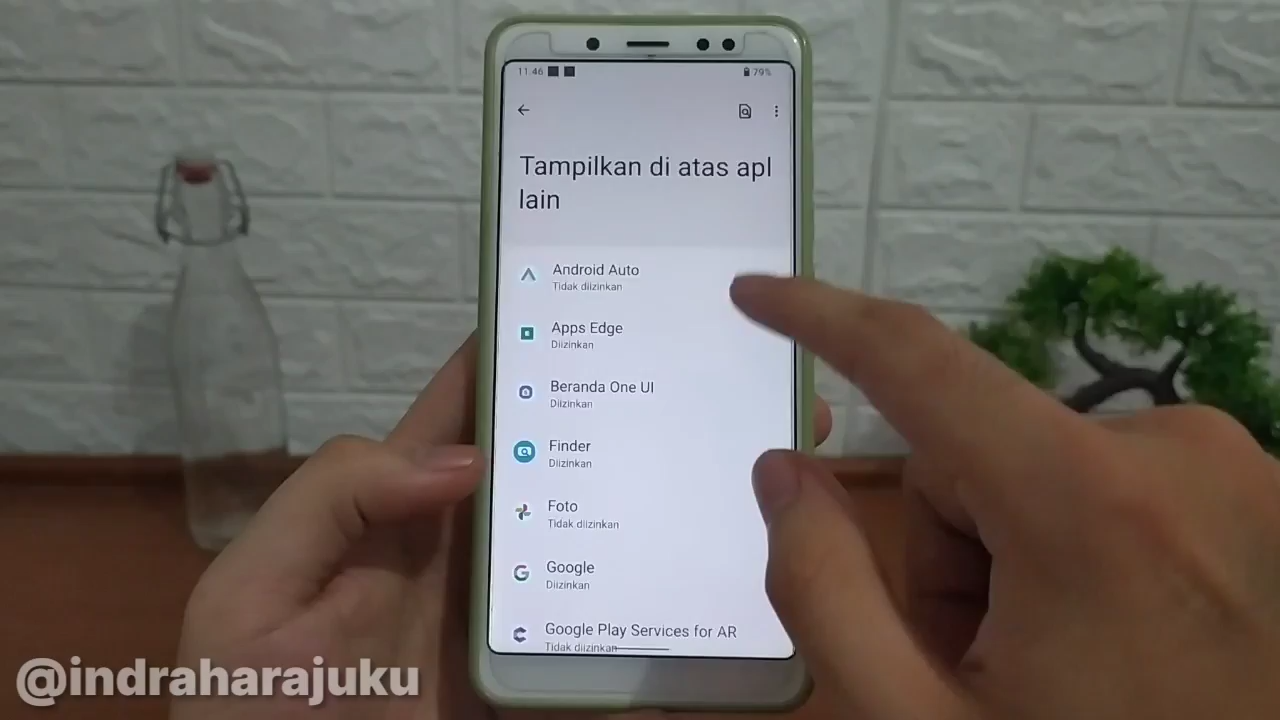 11.46
79%
Tampilkan di atas apl
lain
Android Auto
Tidak diizinkan
Apps Edge
Diizinkan
Beranda One UI
Diizinkan
Finder
Diizinkan
Foto
Tidak diizinkan
Google
Diizinkan
Google Play Services for AR
Tidak diizinkan
@indraharajuku